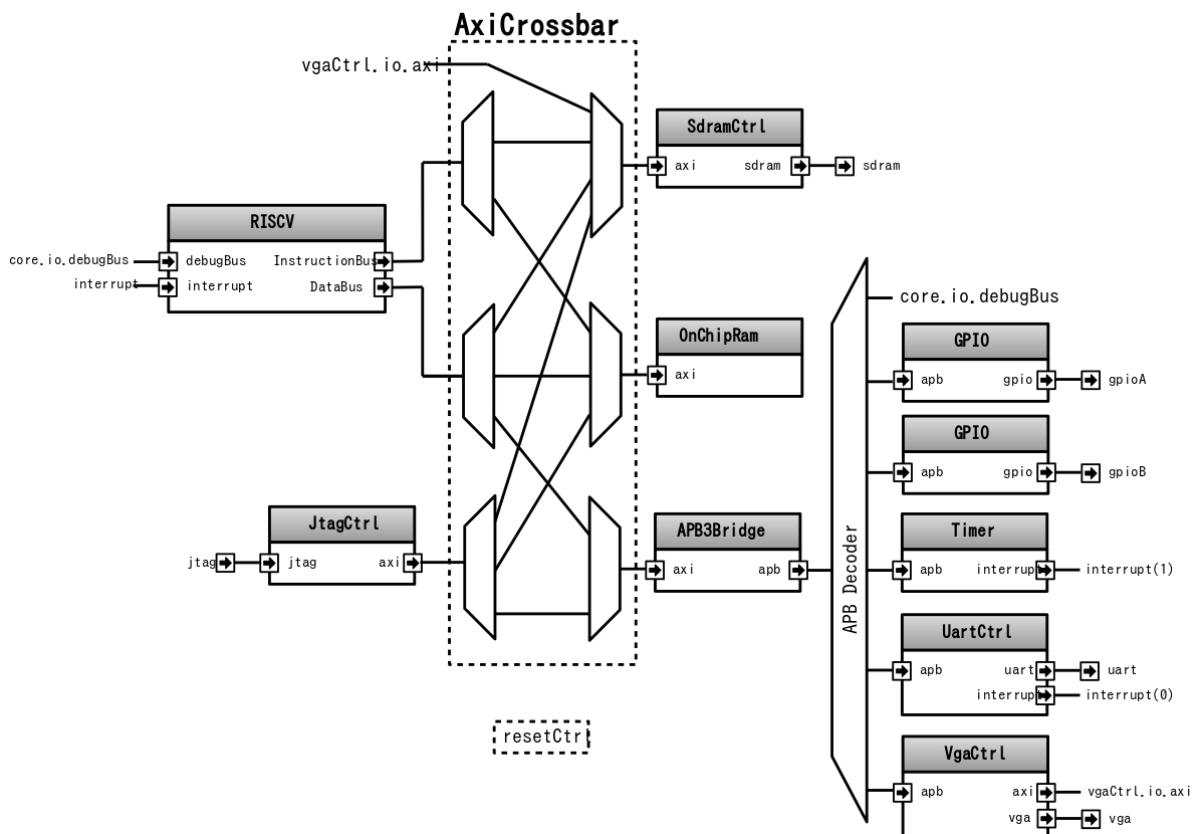 AxiCrossbar
vgaCtrl.io.axi
SdramCtrl
axi sdram
sdram
RISCV
core.io.debugBus
debugBus InstructionBus
interrupt
interrupt DataBus
core.io.debugBus
OnChipRam
axi
GPIO
apb gpio
gpioA
GPIO
apb gpio
gpioB
JtagCtrl
jtag
jtag axi
APB3Bridge
axi apb
APB Decoder
Timer
apb interrupt
interrupt(1)
UartCtrl
apb uart
uart
interrupt
interrupt(0)
resetCtrl
VgaCtrl
apb axi
vgaCtrl.io.axi
vga
vga